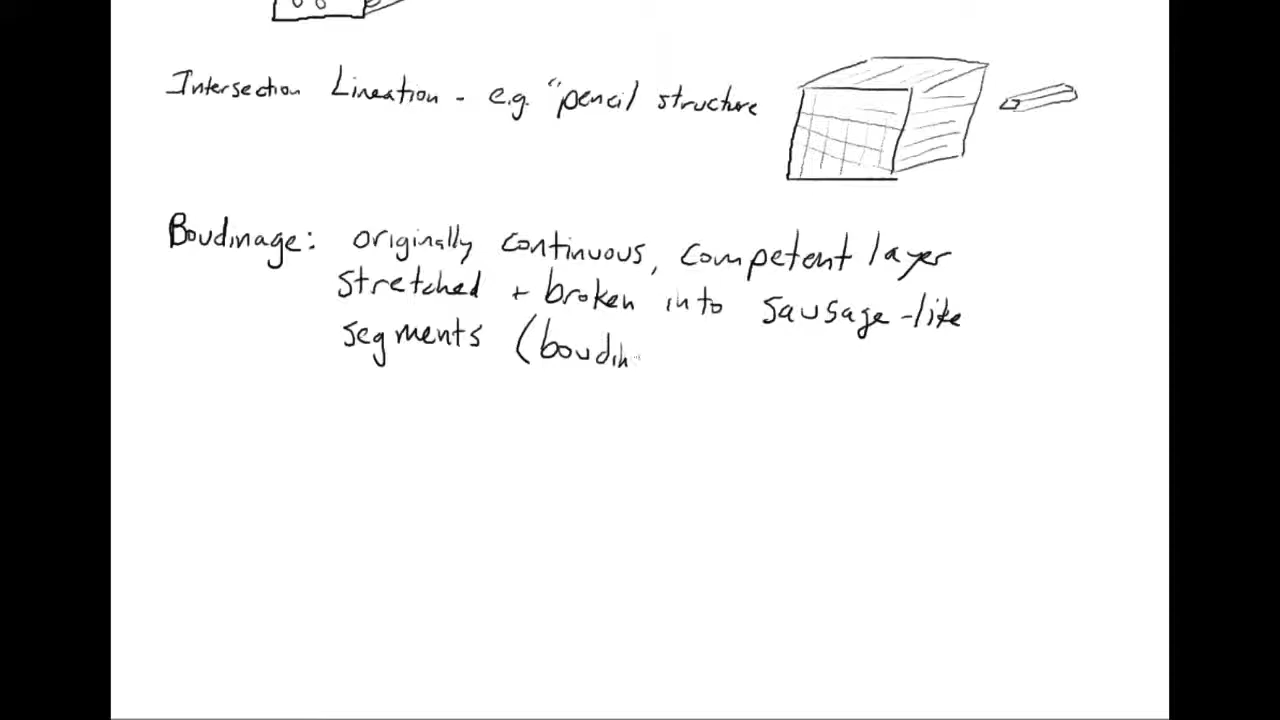 Intersection Lineation - e.g. "pencil structure
Boudinage: originally continuous, competent layer
stretched + broken into sausage-like
segments (boudin